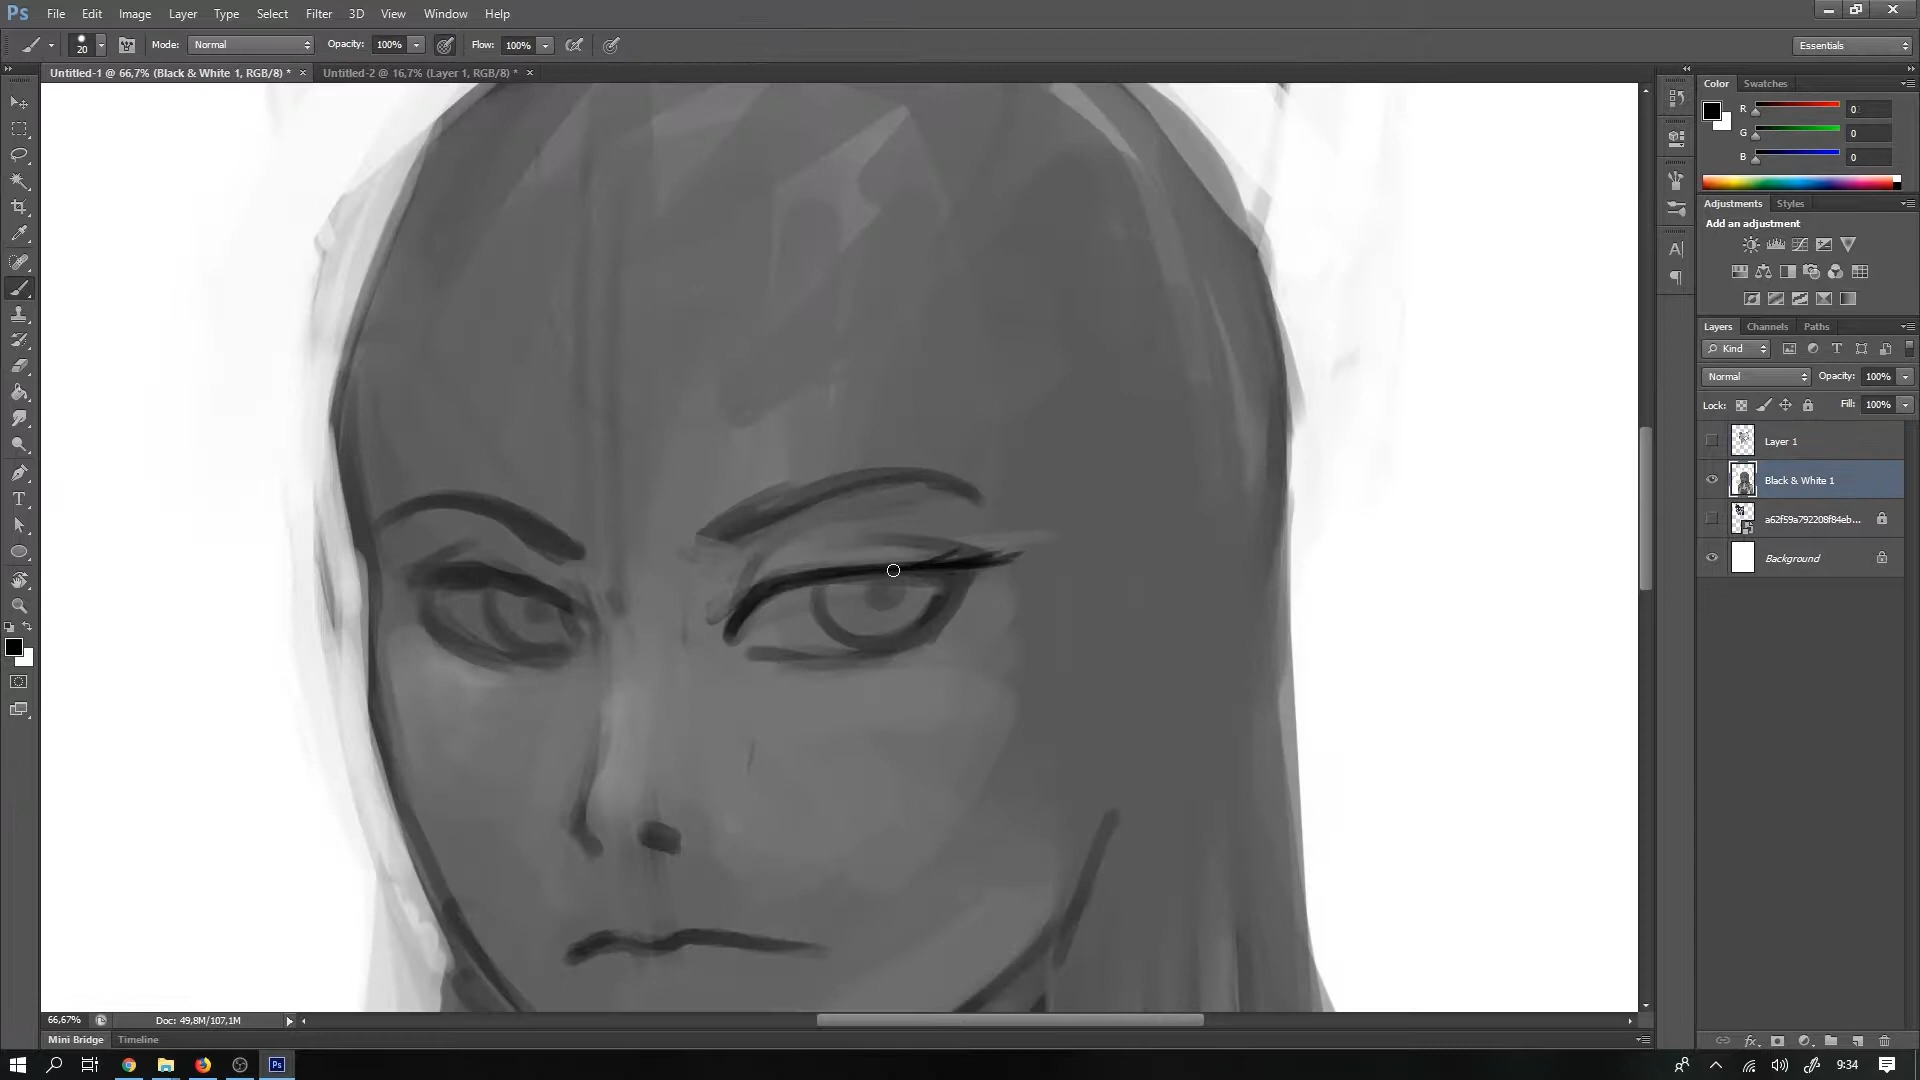 Ps File Edit Image Layer Type Select Filter 3D View Window Help
20 Mode: Normal Opacity: 100% Flow: 100% Essentials
Untitled-1 @ 66,7% (Black & White 1, RGB/8) * × Untitled-2 @ 16,7% (Layer 1, RGB/8) * ×
Color Swatches
R 0
G 0
B 0
Adjustments Styles
Add an adjustment
Layers Channels Paths
Kind
Normal Opacity: 100%
Lock: Fill: 100%
Layer 1
Black & White 1
a62f59a792208f84eb...
Background
66,67% Doc: 49,8M/107,1M
Mini Bridge Timeline
Ps 9:34